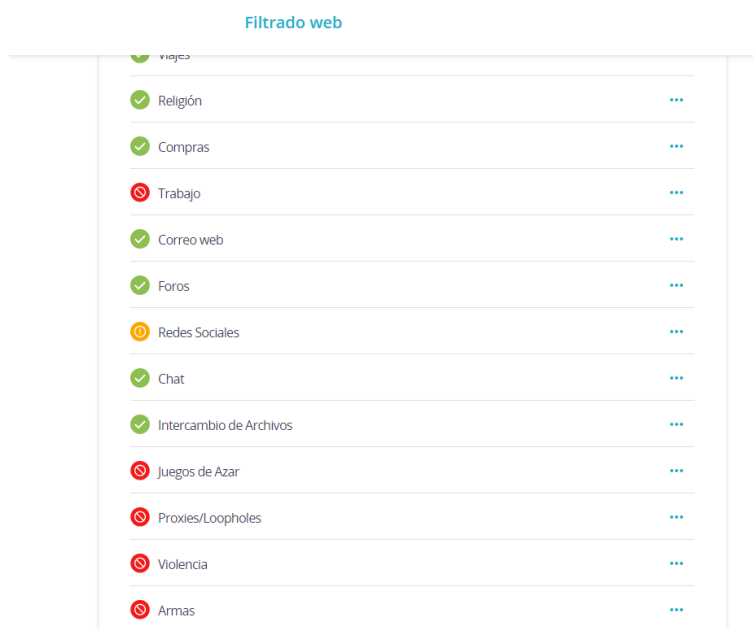 Filtrado web
Viajes
Religión
Compras
Trabajo
Correo web
Foros
Redes Sociales
Chat
Intercambio de Archivos
Juegos de Azar
Proxies/Loopholes
Violencia
Armas